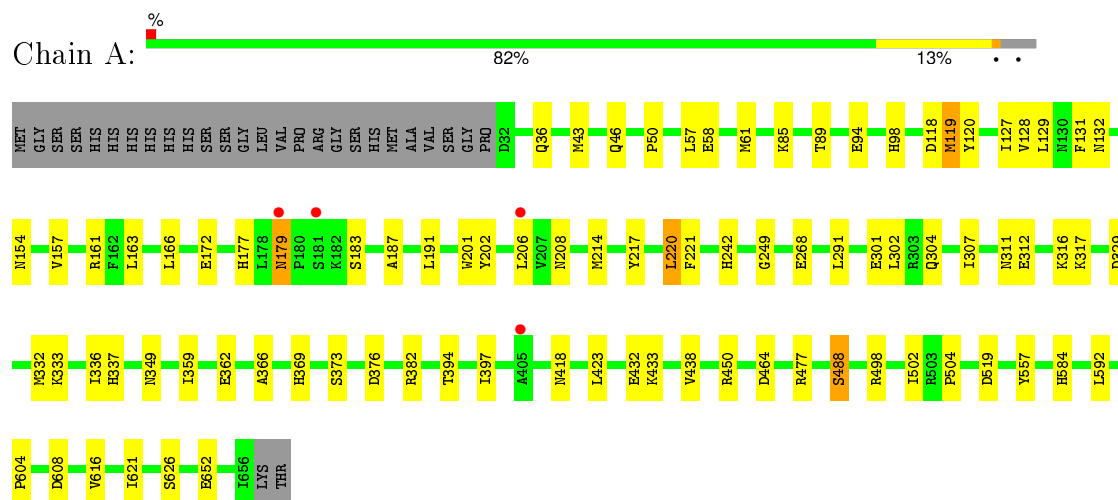 %
Chain A:
82% 13% • •
MET GLY SER SER HIS HIS HIS HIS HIS HIS SER SER GLY LEU VAL PRO ARG GLY SER HIS MET ALA VAL SER GLY PRO D32 Q36 M43 Q46 P50 L57 E58 M61 K85 T89 E94 H98 D118 M119 Y120 I127 V128 L129 N130 F131 N132
N154 V157 R161 F162 L163 L166 E172 H177 L178 N179 P180 S181 K182 S183 A187 L191 W201 Y202 L206 V207 N208 M214 Y217 L220 F221 H242 G249 E268 L291 E301 L302 R303 Q304 I307 N311 E312 K316 K317
M332 K333 I336 H337 N349 I359 E362 A366 H369 S373 D376 R382 T394 I397 A405 N418 L423 E432 K433 V438 R450 D464 R477 S488 R498 I502 R503 P504 D519 Y557 H584 L592
P604 D608 V616 I621 S626 E652 I656 LYS THR